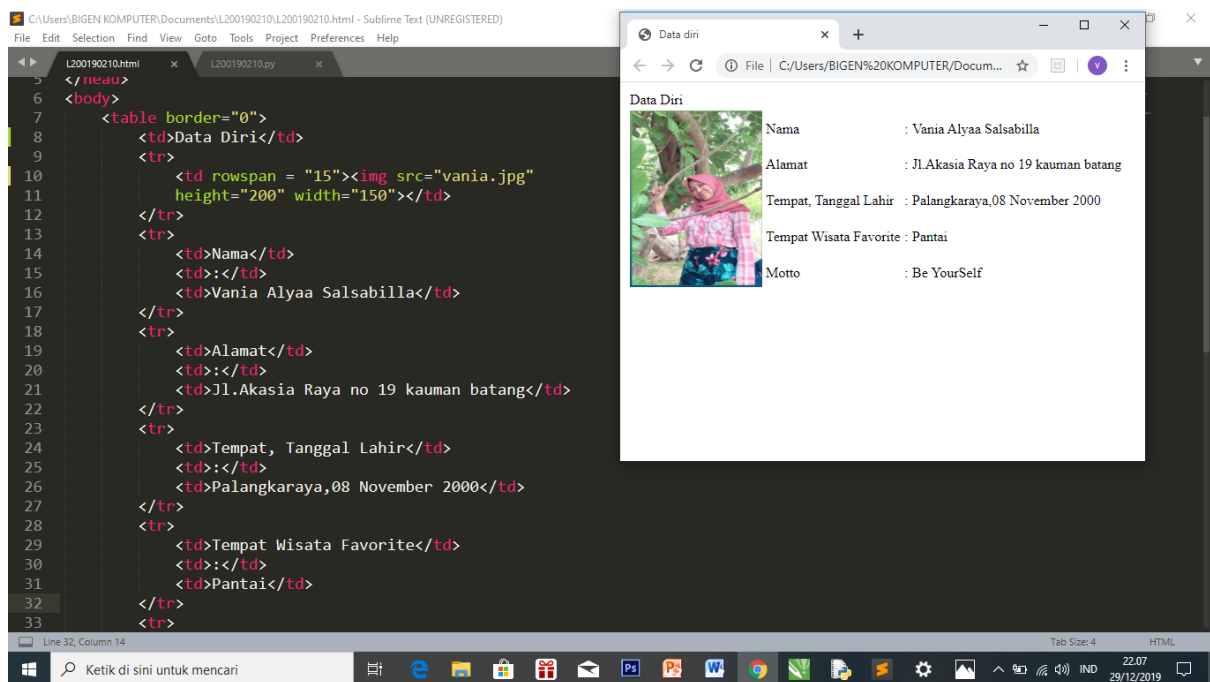 C:\Users\BIGEN KOMPUTER\Documents\L200190210\L200190210.html - Sublime Text (UNREGISTERED)
File Edit Selection Find View Goto Tools Project Preferences Help
L200190210.html × L200190210.py ×
5 </head>
6 <body>
7 <table border="0">
8 <td>Data Diri</td>
9 <tr>
10 <td rowspan = "15"><img src="vania.jpg"
11 height="200" width="150"></td>
12 </tr>
13 <tr>
14 <td>Nama</td>
15 <td>:</td>
16 <td>Vania Alyaa Salsabilla</td>
17 </tr>
18 <tr>
19 <td>Alamat</td>
20 <td>:</td>
21 <td>Jl.Akasia Raya no 19 kauman batang</td>
22 </tr>
23 <tr>
24 <td>Tempat, Tanggal Lahir</td>
25 <td>:</td>
26 <td>Palangkaraya,08 November 2000</td>
27 </tr>
28 <tr>
29 <td>Tempat Wisata Favorite</td>
30 <td>:</td>
31 <td>Pantai</td>
32 </tr>
33 <tr>
Data diri
File | C:/Users/BIGEN%20KOMPUTER/Docum...
V
Data Diri
Nama : Vania Alyaa Salsabilla
Alamat : Jl.Akasia Raya no 19 kauman batang
Tempat, Tanggal Lahir : Palangkaraya,08 November 2000
Tempat Wisata Favorite : Pantai
Motto : Be YourSelf
Line 32, Column 14 Tab Size: 4 HTML
Ketik di sini untuk mencari
Ps
IND
22.07
29/12/2019